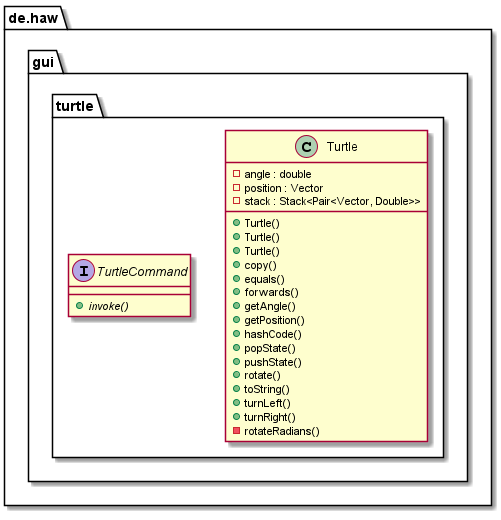 de.haw
gui
turtle
C Turtle
angle : double
position : Vector
stack : Stack<Pair<Vector, Double>>
Turtle()
Turtle()
Turtle()
copy()
equals()
forwards()
getAngle()
getPosition()
hashCode()
popState()
pushState()
rotate()
toString()
turnLeft()
turnRight()
rotateRadians()
I TurtleCommand
invoke()